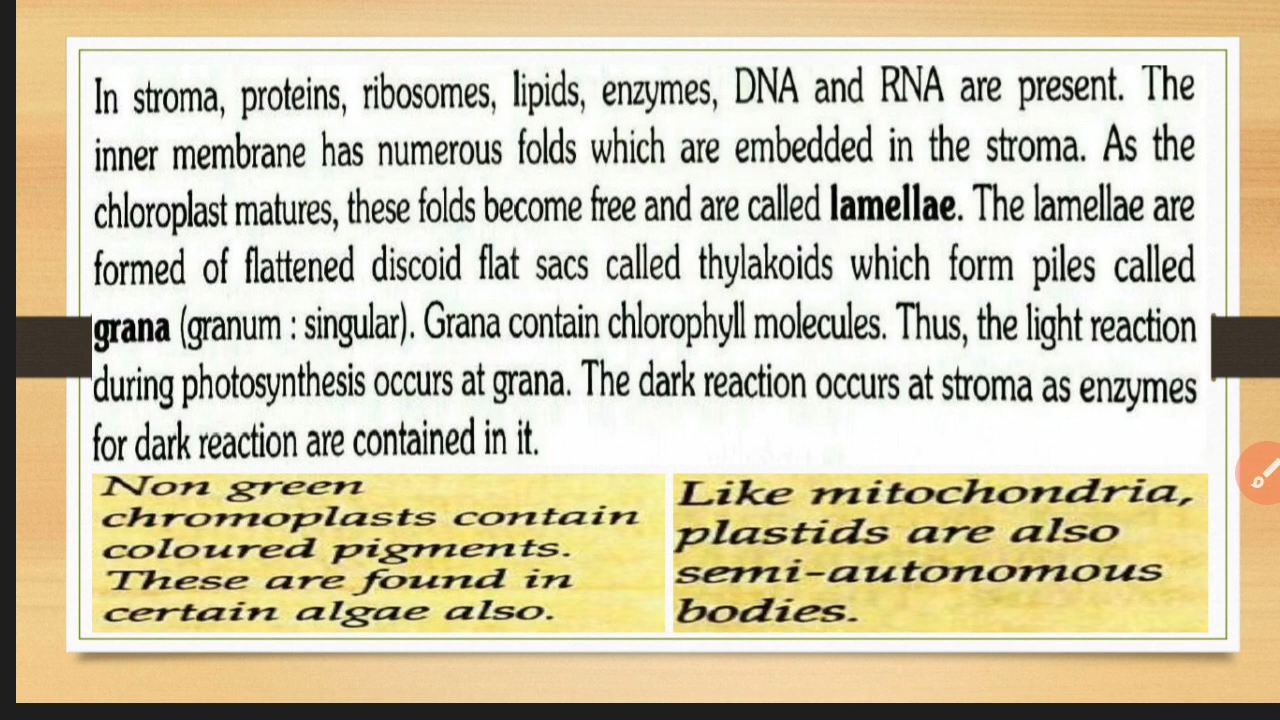 In stroma, proteins, ribosomes, lipids, enzymes, DNA and RNA are present. The
inner membrane has numerous folds which are embedded in the stroma. As the
chloroplast matures, these folds become free and are called lamellae. The lamellae are
formed of flattened discoid flat sacs called thylakoids which form piles called
grana (granum : singular). Grana contain chlorophyll molecules. Thus, the light reaction
during photosynthesis occurs at grana. The dark reaction occurs at stroma as enzymes
for dark reaction are contained in it.
Non green
chromoplasts contain
coloured pigments.
These are found in
certain algae also.
Like mitochondria,
plastids are also
semi-autonomous
bodies.